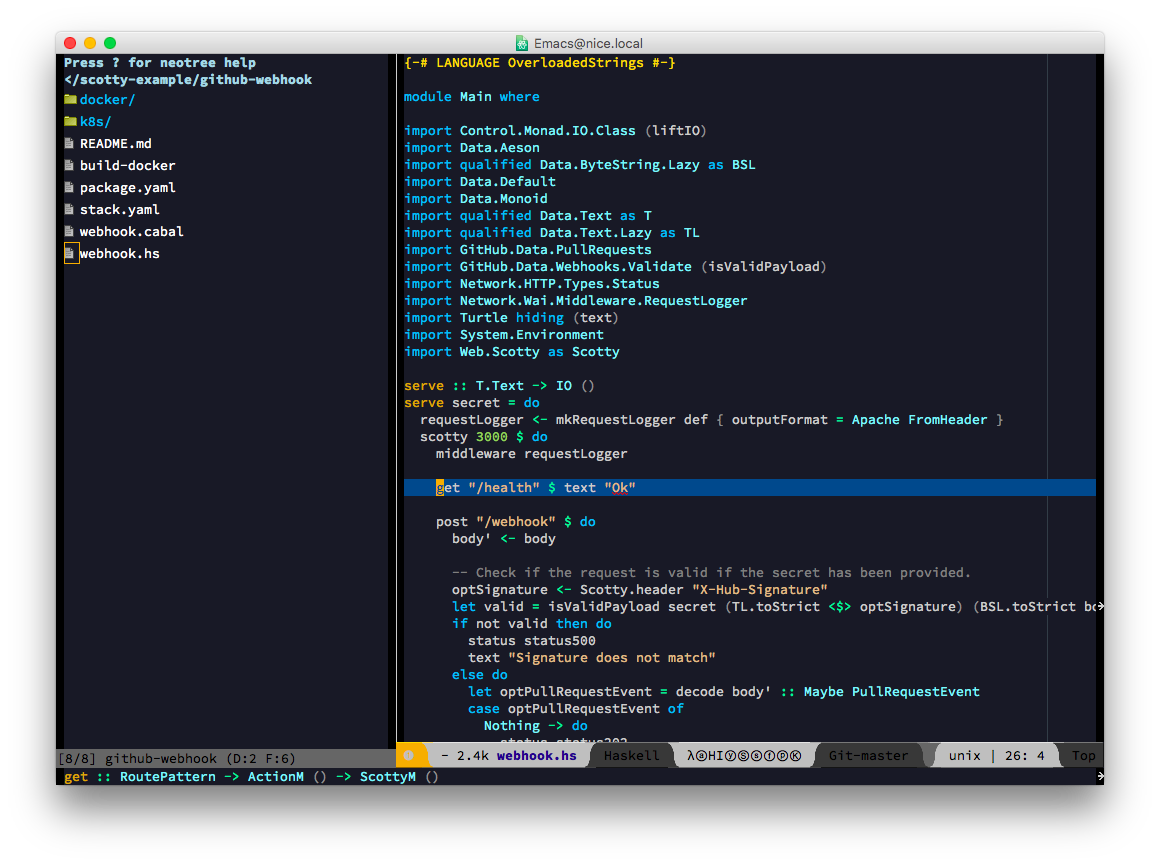 Emacs@nice.local
Press ? for neotree help
</scotty-example/github-webhook
docker/
k8s/
README.md
build-docker
package.yaml
stack.yaml
webhook.cabal
webhook.hs
[8/8] github-webhook (D:2 F:6)
{-# LANGUAGE OverloadedStrings #-}
module Main where
import Control.Monad.IO.Class (liftIO)
import Data.Aeson
import qualified Data.ByteString.Lazy as BSL
import Data.Default
import Data.Monoid
import qualified Data.Text as T
import qualified Data.Text.Lazy as TL
import GitHub.Data.PullRequests
import GitHub.Data.Webhooks.Validate (isValidPayload)
import Network.HTTP.Types.Status
import Network.Wai.Middleware.RequestLogger
import Turtle hiding (text)
import System.Environment
import Web.Scotty as Scotty
serve :: T.Text -> IO ()
serve secret = do
  requestLogger <- mkRequestLogger def { outputFormat = Apache FromHeader }
  scotty 3000 $ do
    middleware requestLogger
    get "/health" $ text "Ok"
    post "/webhook" $ do
      body' <- body
      -- Check if the request is valid if the secret has been provided.
      optSignature <- Scotty.header "X-Hub-Signature"
      let valid = isValidPayload secret (TL.toStrict <$> optSignature) (BSL.toStrict bo
      if not valid then do
        status status500
        text "Signature does not match"
      else do
        let optPullRequestEvent = decode body' :: Maybe PullRequestEvent
        case optPullRequestEvent of
          Nothing -> do
            status status202
- 2.4k webhook.hs Haskell λⓐHIⓨⓈⓢⓉⓟⓀ Git-master unix | 26: 4 Top
get :: RoutePattern -> ActionM () -> ScottyM ()